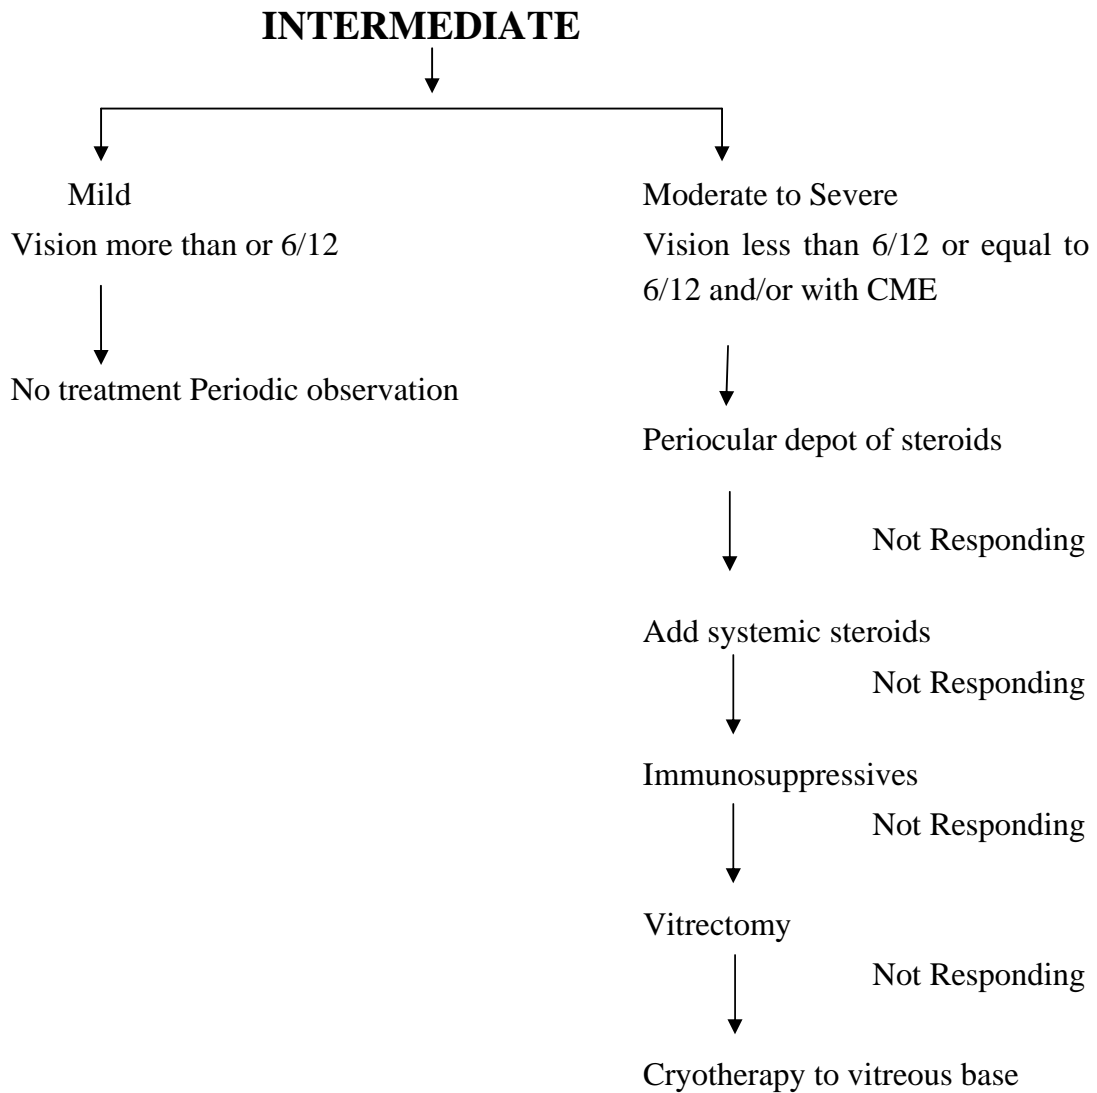 INTERMEDIATE
Mild
Vision more than or 6/12
No treatment Periodic observation
Moderate to Severe
Vision less than 6/12 or equal to
6/12 and/or with CME
Periocular depot of steroids
Not Responding
Add systemic steroids
Not Responding
Immunosuppressives
Not Responding
Vitrectomy
Not Responding
Cryotherapy to vitreous base